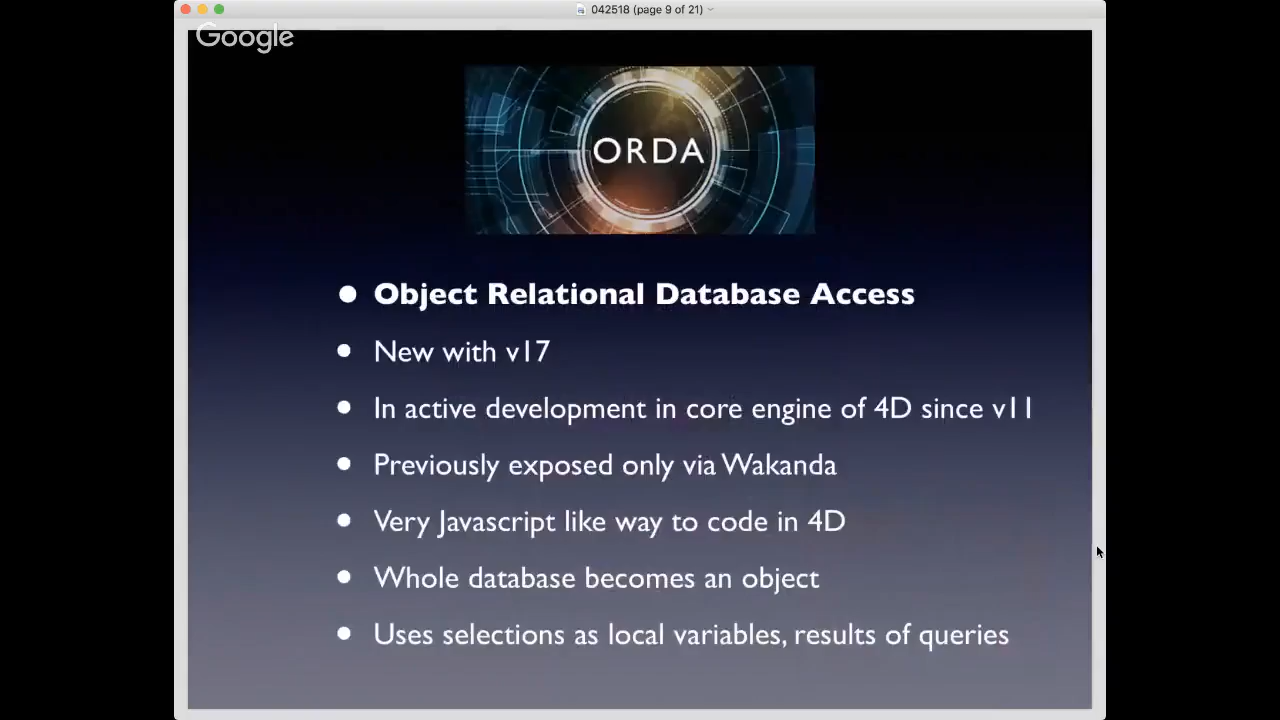 042518 (page 9 of 21)
Google
ORDA
• Object Relational Database Access
• New with v17
• In active development in core engine of 4D since v11
• Previously exposed only via Wakanda
• Very Javascript like way to code in 4D
• Whole database becomes an object
• Uses selections as local variables, results of queries